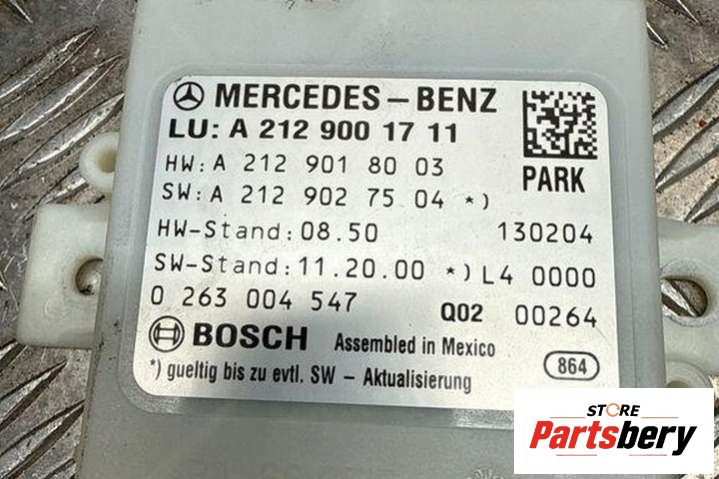 MERCEDES-BENZ
LU: A 212 900 17 11
HW: A 212 901 80 03
PARK
SW: A 212 902 75 04 *)
HW-Stand: 08.50 130204
SW-Stand: 11.20.00 *) L4 0000
0 263 004 547 Q02 00264
BOSCH Assembled in Mexico 864
*) gueltig bis zu evtl. SW - Aktualisierung
STORE
Partsbery